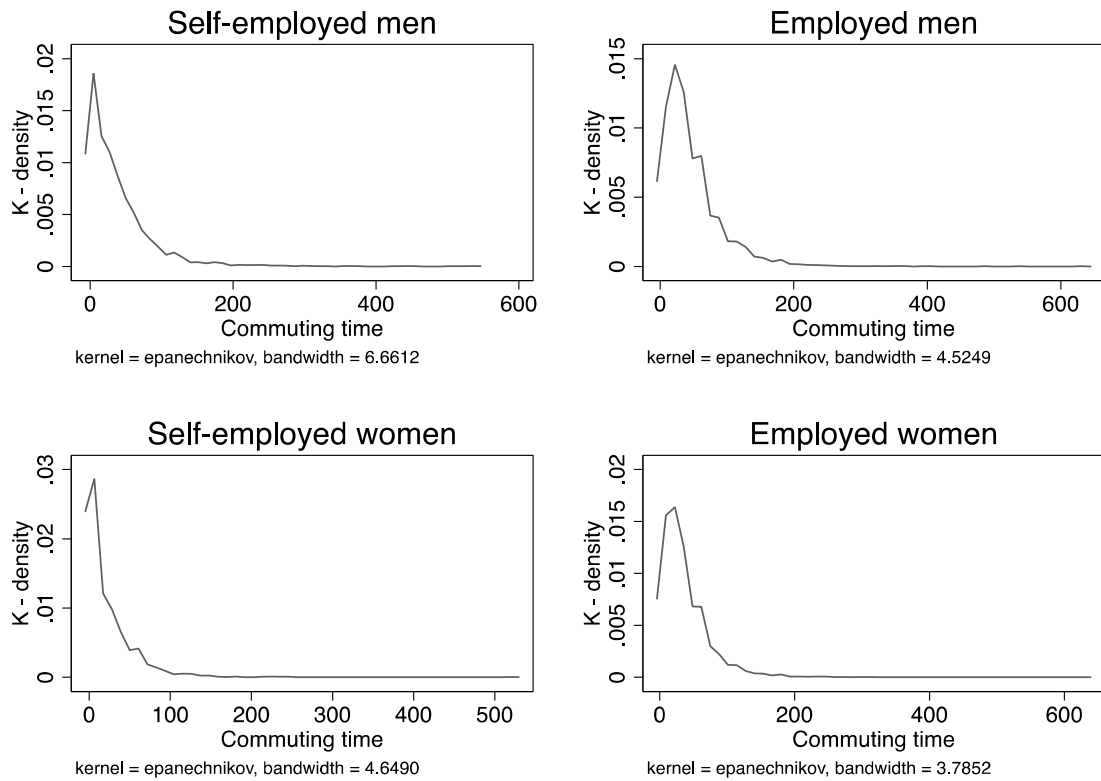 Self-employed men
K - density
0 .005 .01 .015 .02
0 200 400 600
Commuting time
kernel = epanechnikov, bandwidth = 6.6612
Employed men
K - density
0 .005 .01 .015
0 200 400 600
Commuting time
kernel = epanechnikov, bandwidth = 4.5249
Self-employed women
K - density
0 .01 .02 .03
0 100 200 300 400 500
Commuting time
kernel = epanechnikov, bandwidth = 4.6490
Employed women
K - density
0 .005 .01 .015 .02
0 200 400 600
Commuting time
kernel = epanechnikov, bandwidth = 3.7852